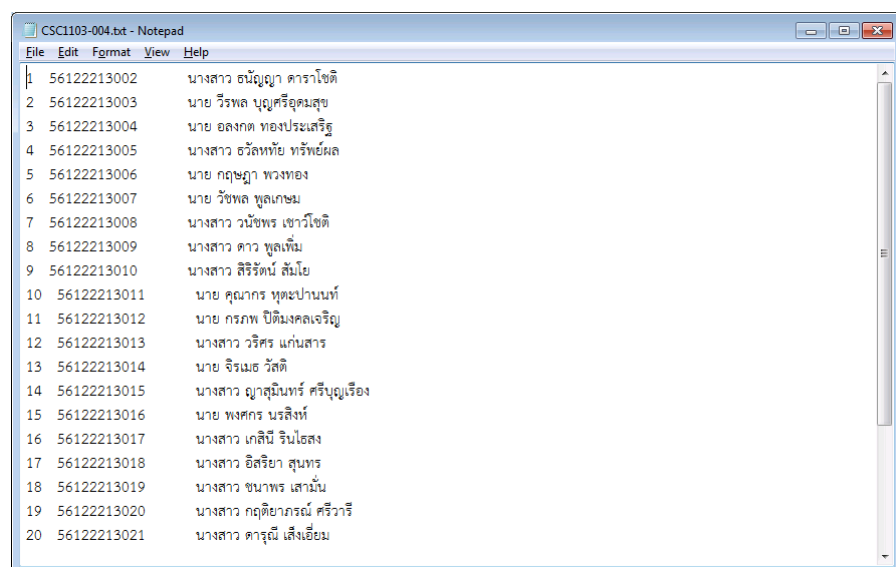 CSC1103-004.txt - Notepad
File Edit Format View Help
1 56122213002 นางสาว ธนัญญา ดาราโชติ
2 56122213003 นาย วีรพล บุญศรีอุดมสุข
3 56122213004 นาย อลงกต ทองประเสริฐ
4 56122213005 นางสาว ธวัลหทัย ทรัพย์ผล
5 56122213006 นาย กฤษฎา พวงทอง
6 56122213007 นาย วัชพล พูลเกษม
7 56122213008 นางสาว วนัชพร เชาว์โชติ
8 56122213009 นางสาว ดาว พูลเพิ่ม
9 56122213010 นางสาว สิริรัตน์ สัมโย
10 56122213011 นาย คุณากร หุตะปานนท์
11 56122213012 นาย กรภพ ปิติมงคลเจริญ
12 56122213013 นางสาว วริศร แก่นสาร
13 56122213014 นาย จิรเมธ วัสติ
14 56122213015 นางสาว ญาสุมินทร์ ศรีบุญเรือง
15 56122213016 นาย พงศกร นรสิงห์
16 56122213017 นางสาว เกสินี รินไธสง
17 56122213018 นางสาว อิสริยา สุนทร
18 56122213019 นางสาว ชนาพร เสามั่น
19 56122213020 นางสาว กฤติยาภรณ์ ศรีวารี
20 56122213021 นางสาว ดารุณี เส็งเอี่ยม